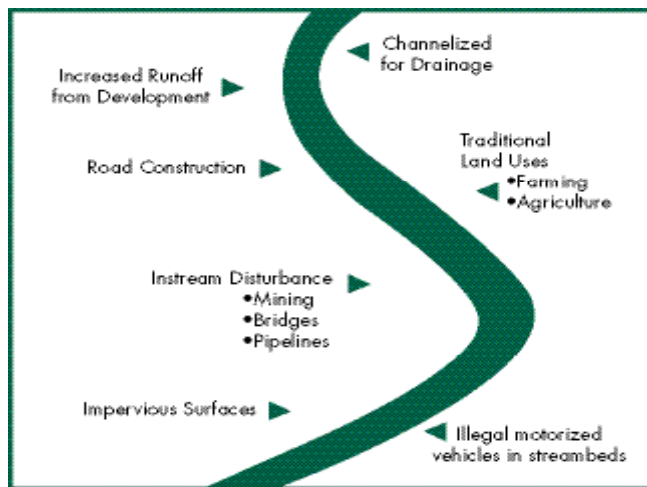 Channelized
for Drainage
Increased Runoff
from Development
Traditional
Land Uses
•Farming
•Agriculture
Road Construction
Instream Disturbance
•Mining
•Bridges
•Pipelines
Impervious Surfaces
Illegal motorized
vehicles in streambeds